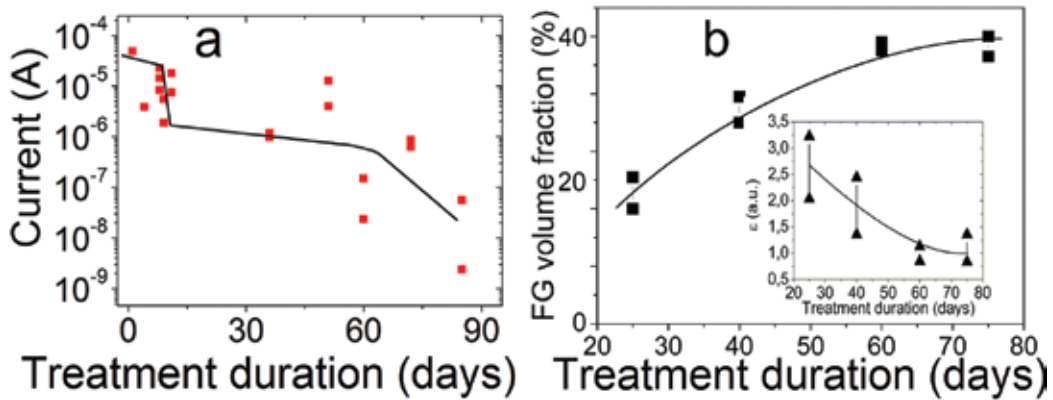 a
Current (A)
10⁻⁴
10⁻⁵
10⁻⁶
10⁻⁷
10⁻⁸
10⁻⁹
0 30 60 90
Treatment duration (days)
b
FG volume fraction (%)
40
20
0
20 30 40 50 60 70 80
Treatment duration (days)
ε (a.u.)
3,5
3,0
2,5
2,0
1,5
1,0
0,5
20 30 40 50 60 70 80
Treatment duration (days)